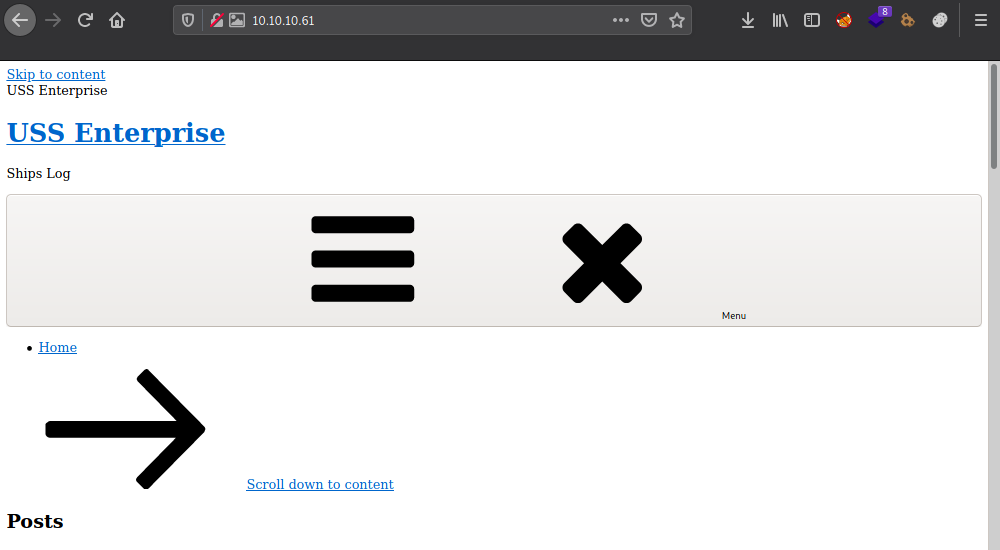 10.10.10.61
8
Skip to content
USS Enterprise
USS Enterprise
Ships Log
Menu
Home
Scroll down to content
Posts